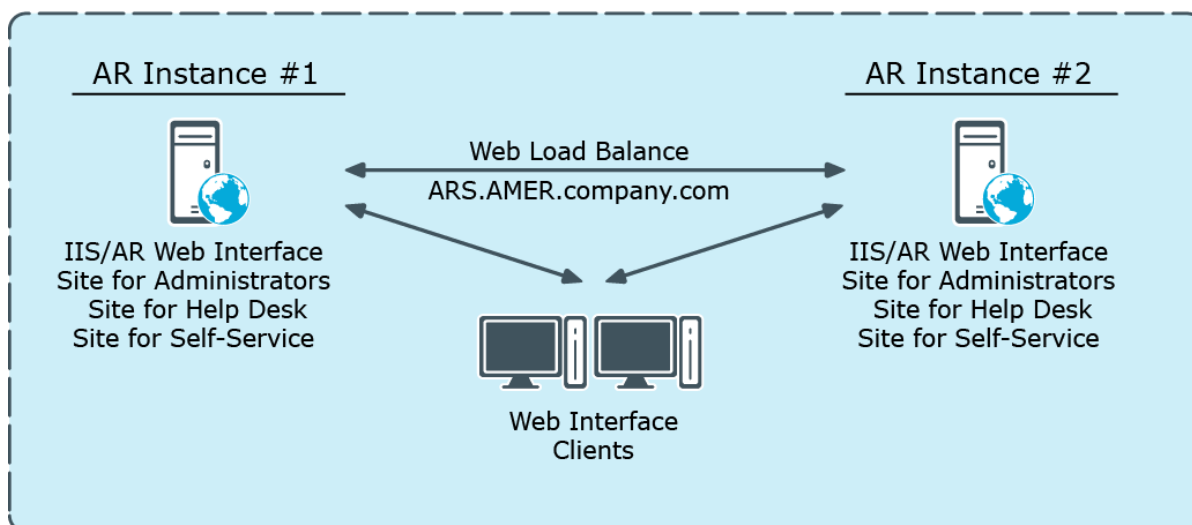 AR Instance #1
AR Instance #2
Web Load Balance
ARS.AMER.company.com
IIS/AR Web Interface
Site for Administrators
Site for Help Desk
Site for Self-Service
IIS/AR Web Interface
Site for Administrators
Site for Help Desk
Site for Self-Service
Web Interface
Clients